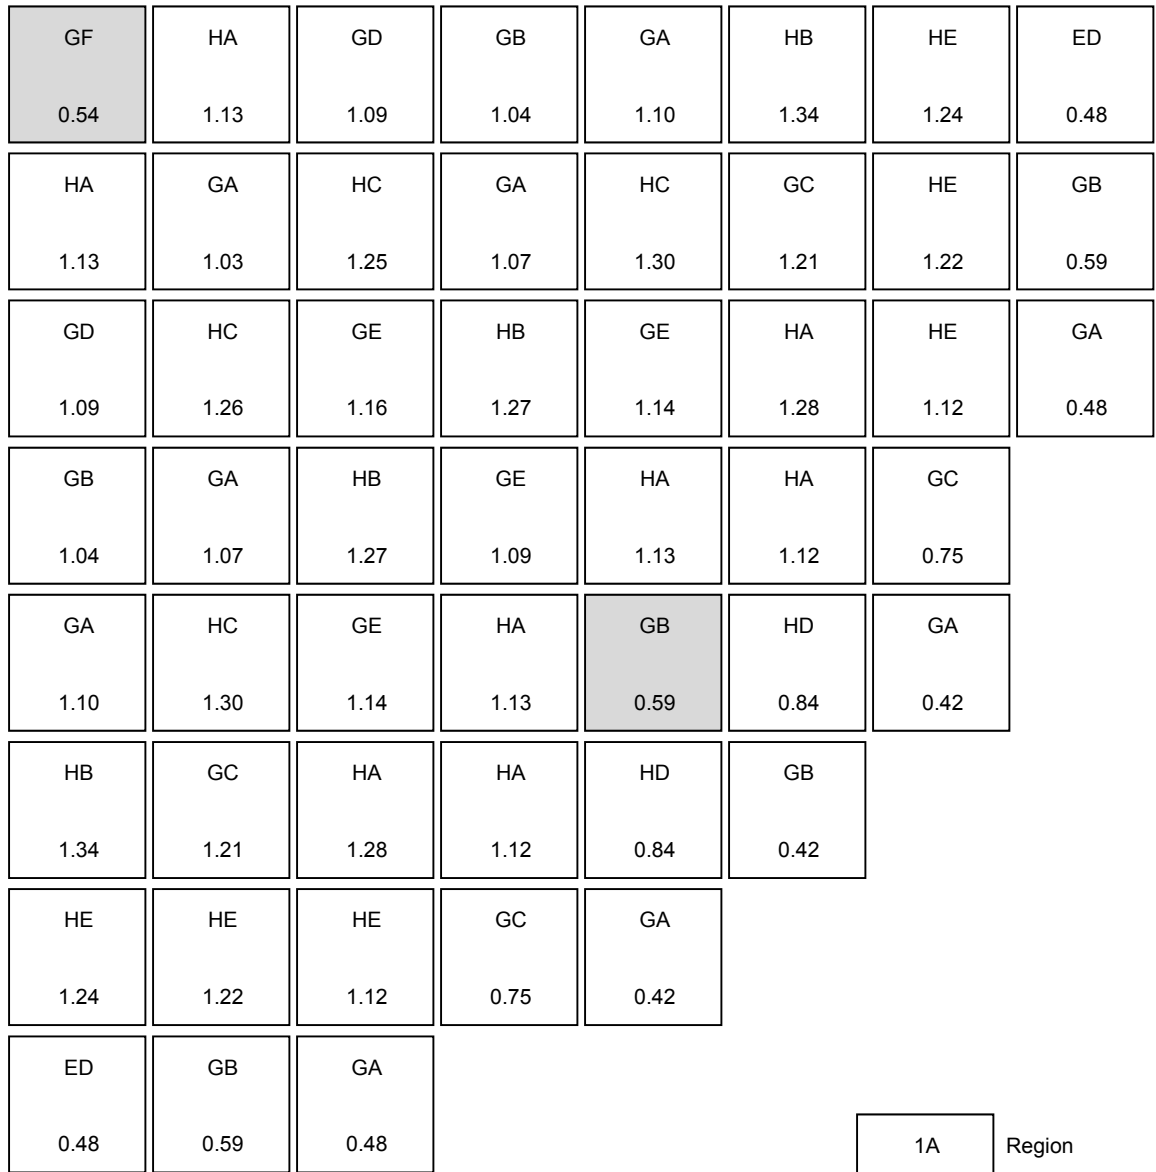 GF HA GD GB GA HB HE ED
0.54 1.13 1.09 1.04 1.10 1.34 1.24 0.48
HA GA HC GA HC GC HE GB
1.13 1.03 1.25 1.07 1.30 1.21 1.22 0.59
GD HC GE HB GE HA HE GA
1.09 1.26 1.16 1.27 1.14 1.28 1.12 0.48
GB GA HB GE HA HA GC
1.04 1.07 1.27 1.09 1.13 1.12 0.75
GA HC GE HA GB HD GA
1.10 1.30 1.14 1.13 0.59 0.84 0.42
HB GC HA HA HD GB
1.34 1.21 1.28 1.12 0.84 0.42
HE HE HE GC GA
1.24 1.22 1.12 0.75 0.42
ED GB GA
0.48 0.59 0.48 1A Region